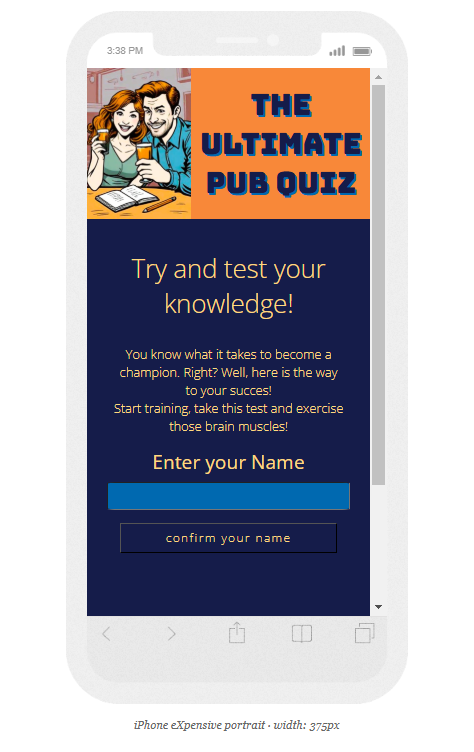 3:38 PM
THE
ULTIMATE
PUB QUIZ
Try and test your
knowledge!
You know what it takes to become a
champion. Right? Well, here is the way
to your succes!
Start training, take this test and exercise
those brain muscles!
Enter your Name
confirm your name
iPhone eXpensive portrait · width: 375px